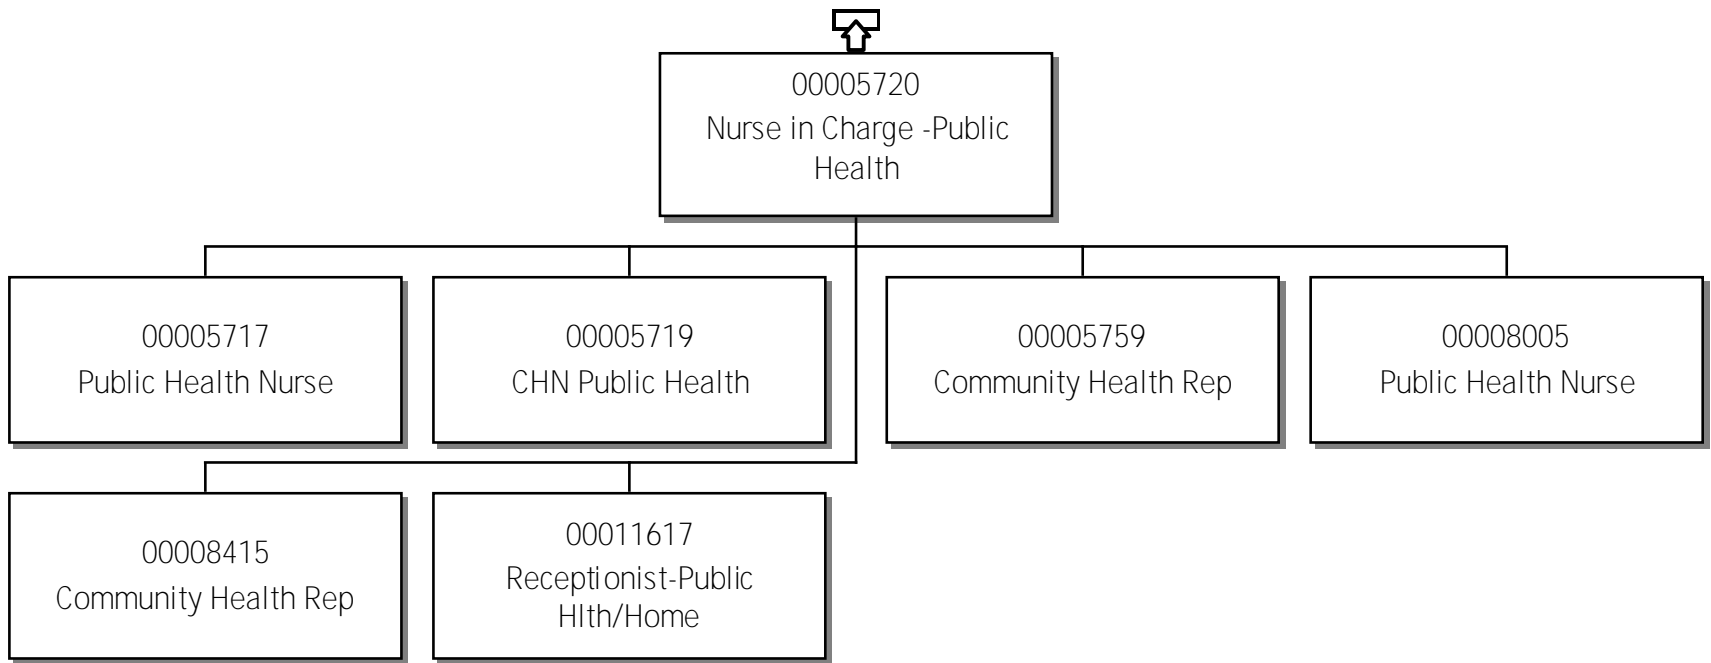 00005720
Nurse in Charge -Public
Health
00005717
Public Health Nurse
00005719
CHN Public Health
00005759
Community Health Rep
00008005
Public Health Nurse
00008415
Community Health Rep
00011617
Receptionist-Public
Hlth/Home